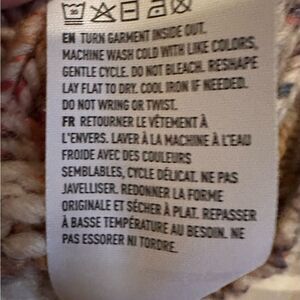 30
EN TURN GARMENT INSIDE OUT.
MACHINE WASH COLD WITH LIKE COLORS,
GENTLE CYCLE. DO NOT BLEACH. RESHAPE
LAY FLAT TO DRY. COOL IRON IF NEEDED.
DO NOT WRING OR TWIST.
FR RETOURNER LE VÊTEMENT À
L'ENVERS. LAVER À LA MACHINE À L'EAU
FROIDE AVEC DES COULEURS
SEMBLABLES, CYCLE DÉLICAT. NE PAS
JAVELLISER. REDONNER LA FORME
ORIGINALE ET SÉCHER À PLAT. REPASSER
À BASSE TEMPÉRATURE AU BESOIN. NE
PAS ESSORER NI TORDRE.